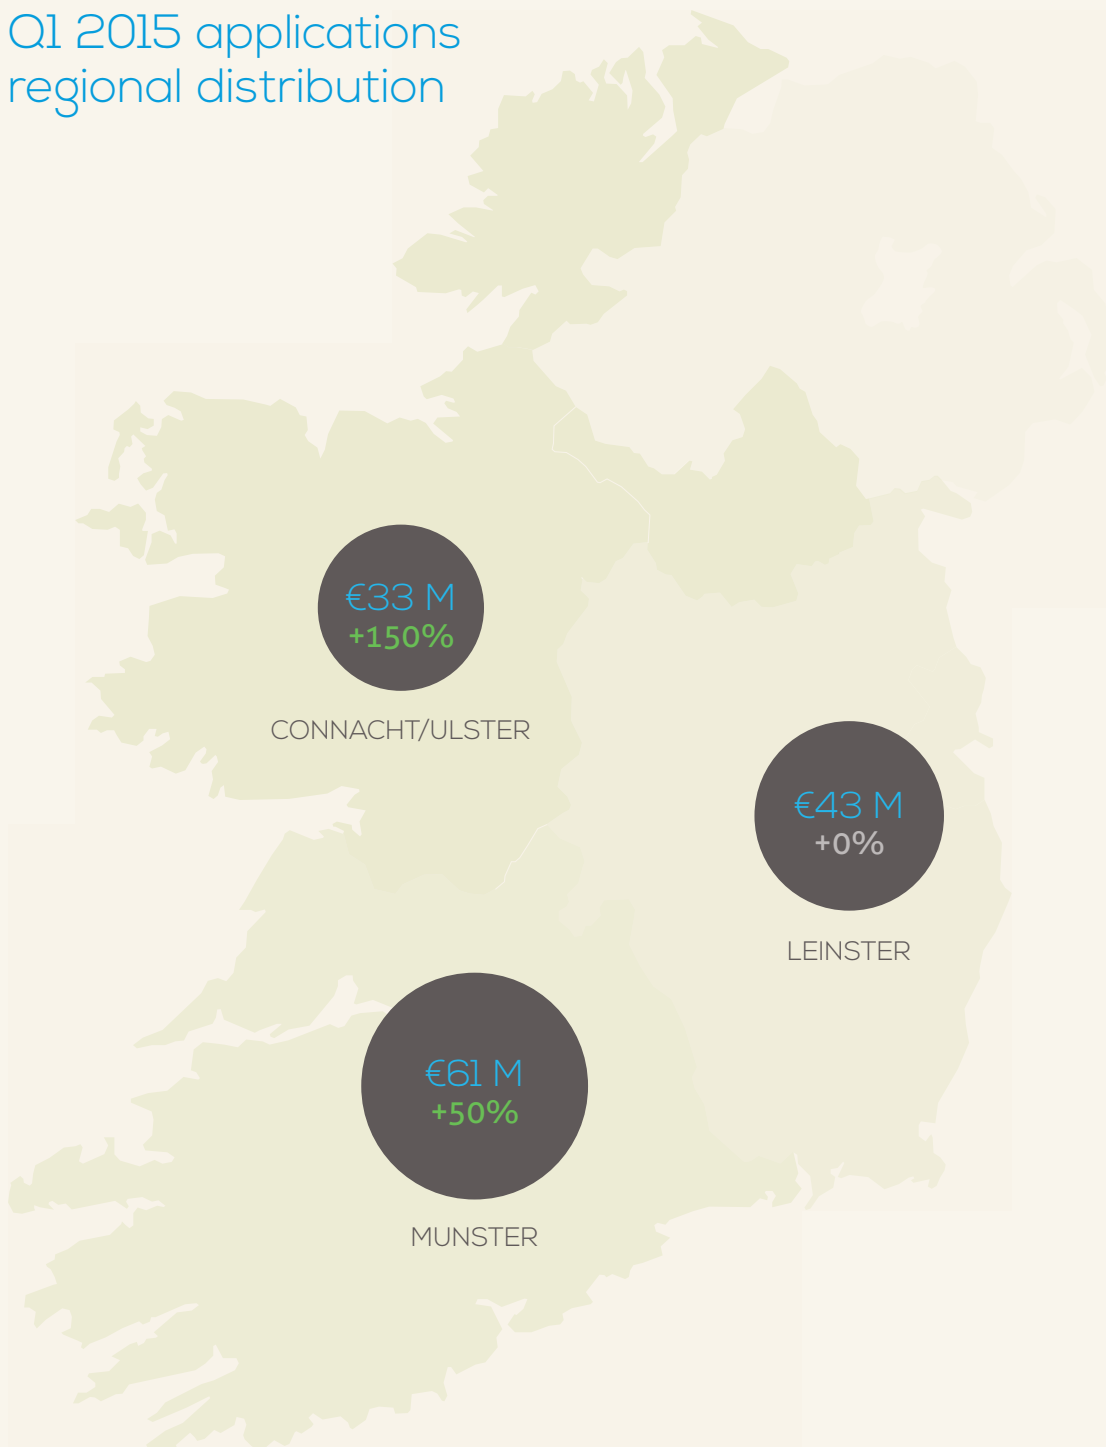 Q1 2015 applications
regional distribution
€33 M
+150%
CONNACHT/ULSTER
€43 M
+0%
LEINSTER
€61 M
+50%
MUNSTER